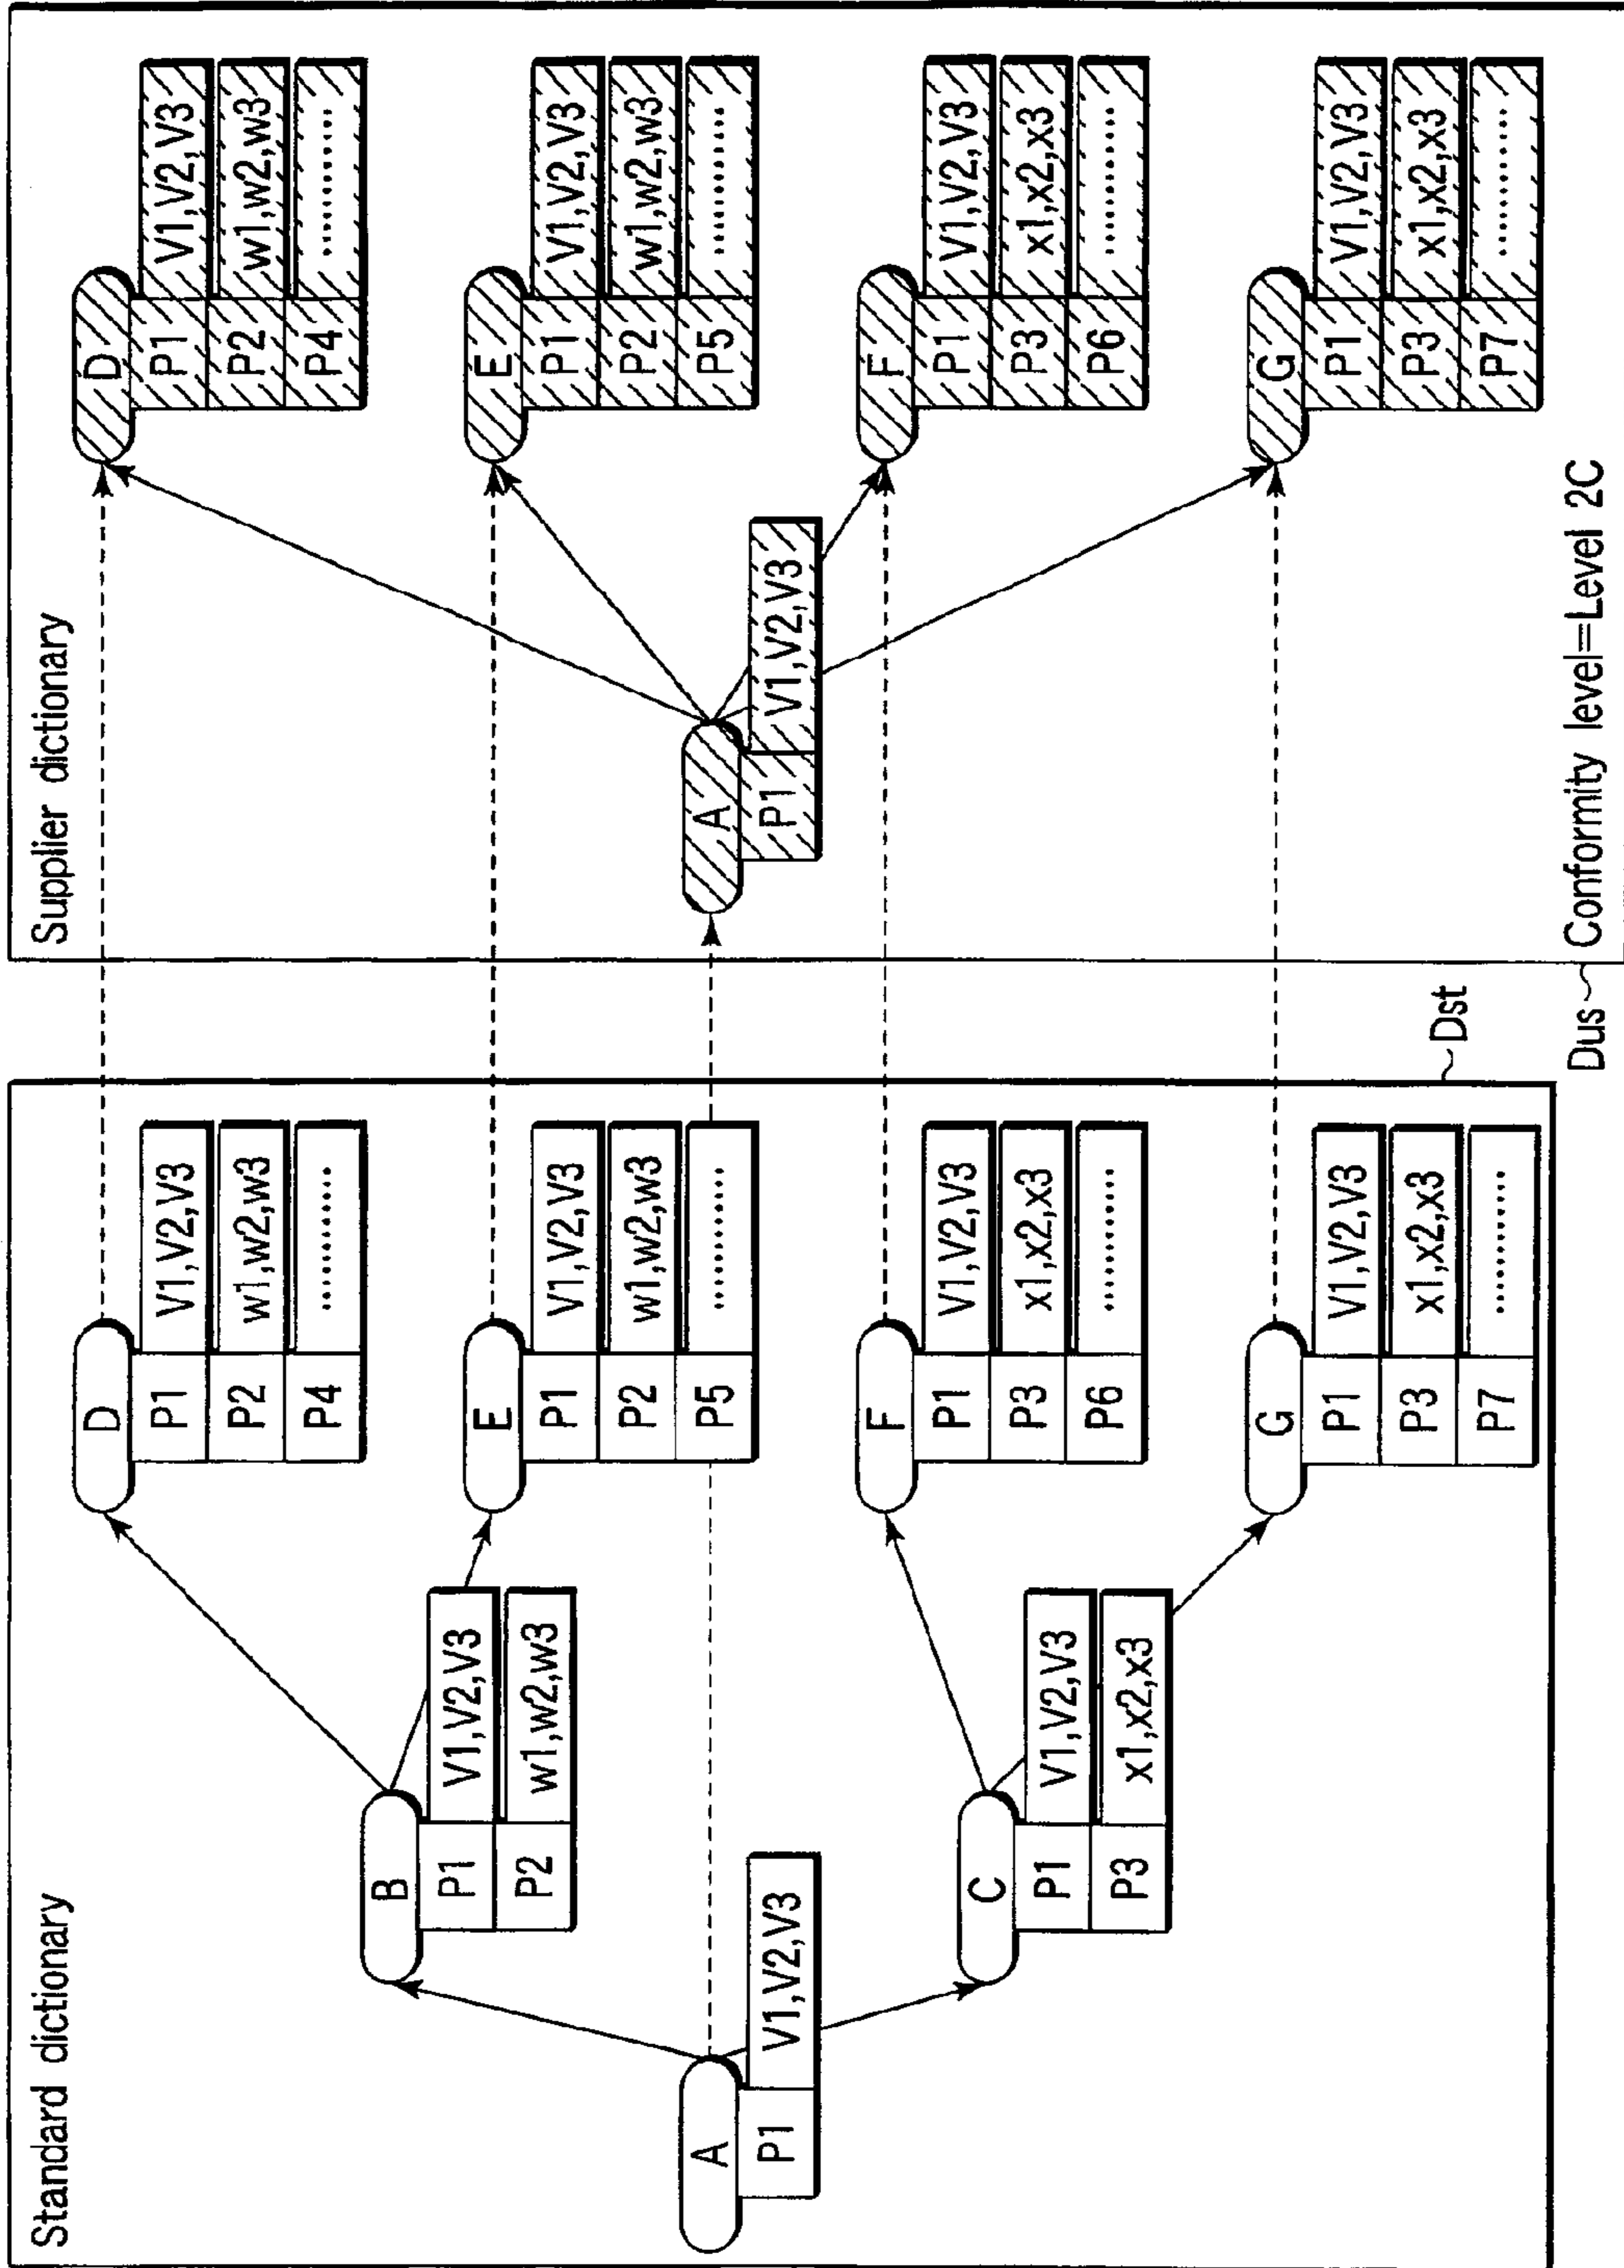 Standard dictionary
A
P1 V1,V2,V3
B
P1 V1,V2,V3
P2 w1,w2,w3
C
P1 V1,V2,V3
P3 x1,x2,x3
D
P1 V1,V2,V3
P2 w1,w2,w3
P4 ..........
E
P1 V1,V2,V3
P2 w1,w2,w3
P5 ..........
F
P1 V1,V2,V3
P3 x1,x2,x3
P6 ..........
G
P1 V1,V2,V3
P3 x1,x2,x3
P7 ..........
Dst
Supplier dictionary
A
P1 V1,V2,V3
D
P1 V1,V2,V3
P2 w1,w2,w3
P4 ..........
E
P1 V1,V2,V3
P2 w1,w2,w3
P5 ..........
F
P1 V1,V2,V3
P3 x1,x2,x3
P6 ..........
G
P1 V1,V2,V3
P3 x1,x2,x3
P7 ..........
Dus
Conformity level=Level 2C